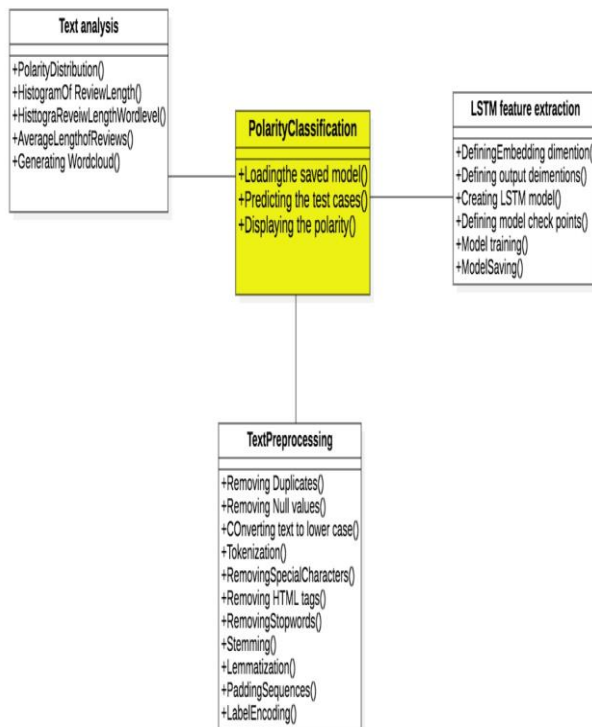 Text analysis
+PolarityDistribution()
+HistogramOf ReviewLength()
+HisttograReveiwLengthWordlevel()
+AverageLengthofReviews()
+Generating Wordcloud()
PolarityClassification
+Loadingthe saved model()
+Predicting the test cases()
+Displaying the polarity()
LSTM feature extraction
+DefiningEmbedding dimention()
+Defining output deimentions()
+Creating LSTM model()
+Defining model check points()
+Model training()
+ModelSaving()
TextPreprocessing
+Removing Duplicates()
+Removing Null values()
+COnverting text to lower case()
+Tokenization()
+RemovingSpecialCharacters()
+Removing HTML tags()
+RemovingStopwords()
+Stemming()
+Lemmatization()
+PaddingSequences()
+LabelEncoding()